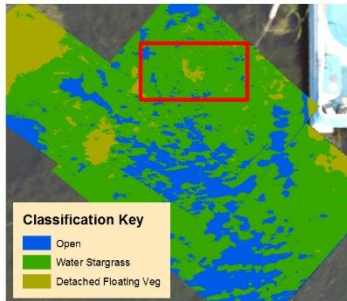 Classification Key
Open
Water Stargrass
Detached Floating Veg